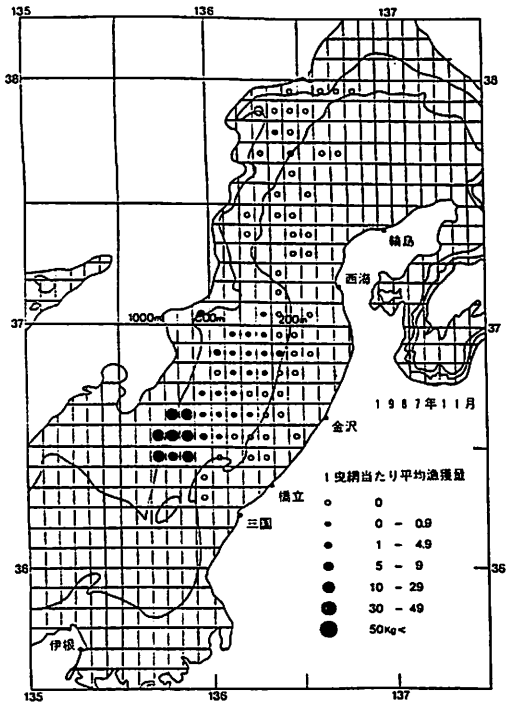 135
136
137
38
38
輪島
西海
1000m
200m
37
37
1987年11月
金沢
1曳網当たり平均漁獲量
0
0 - 0.9
1 - 4.9
5 - 9
10 - 29
30 - 49
50Kg<
橋立
三国
36
36
伊根
135
136
137